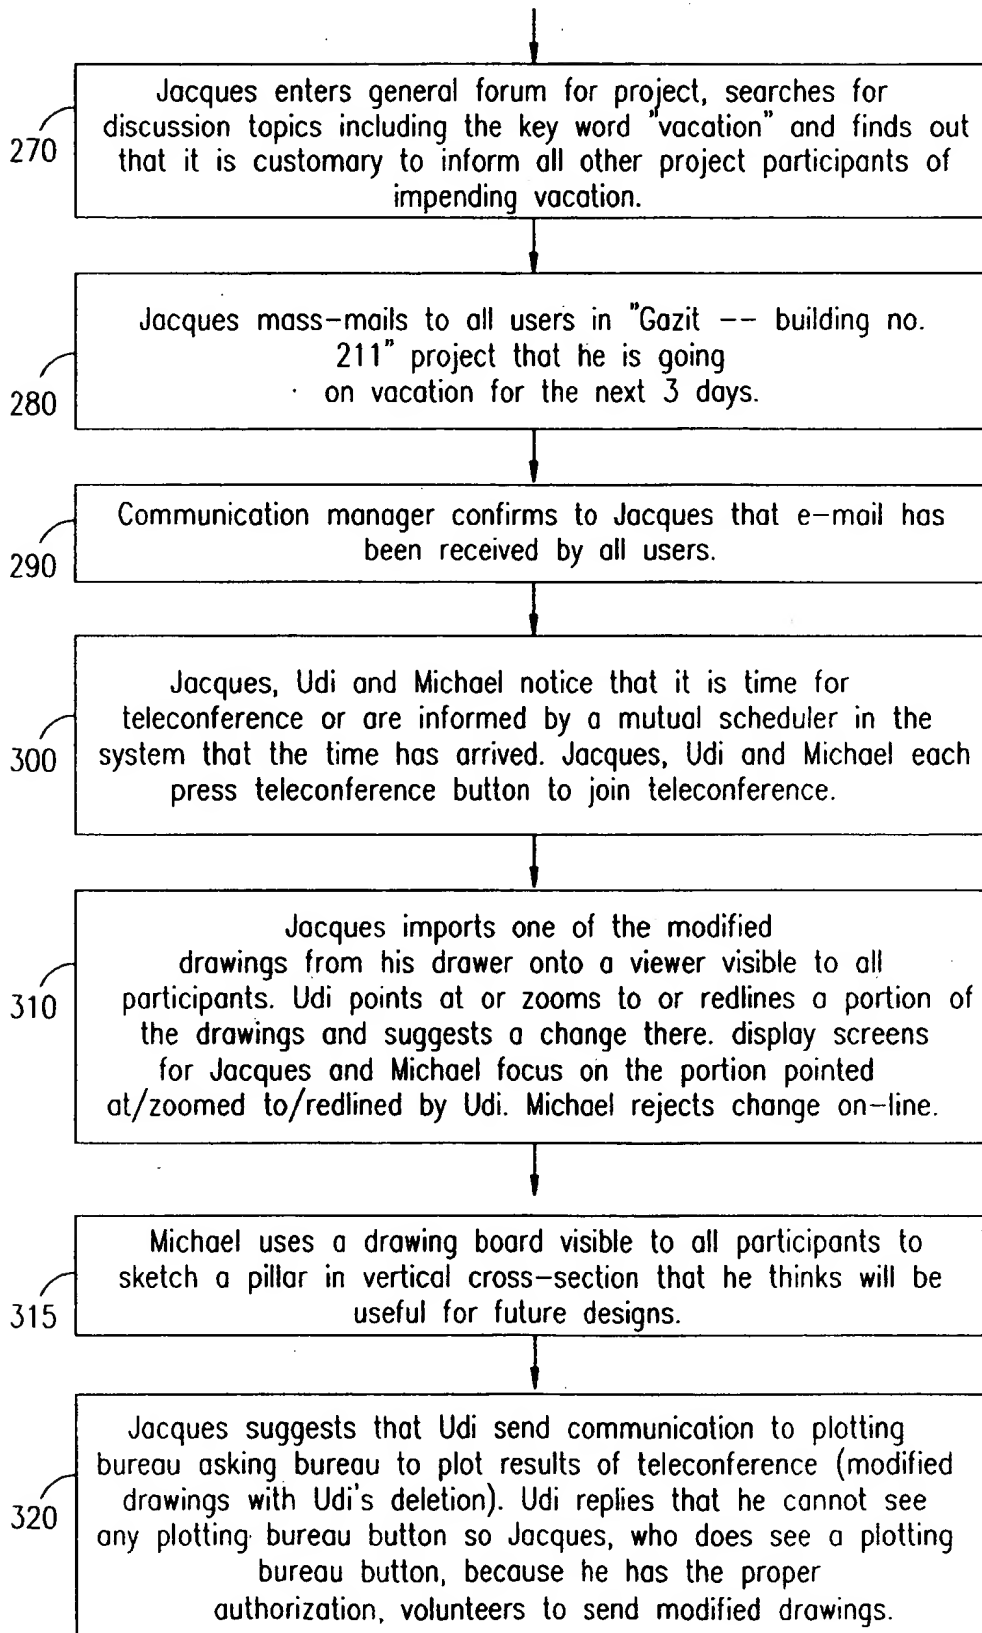 Jacques enters general forum for project, searches for
discussion topics including the key word "vacation" and finds out
that it is customary to inform all other project participants of
impending vacation.
270
Jacques mass-mails to all users in "Gazit -- building no.
211" project that he is going
on vacation for the next 3 days.
280
Communication manager confirms to Jacques that e-mail has
been received by all users.
290
Jacques, Udi and Michael notice that it is time for
teleconference or are informed by a mutual scheduler in the
system that the time has arrived. Jacques, Udi and Michael each
press teleconference button to join teleconference.
300
Jacques imports one of the modified
drawings from his drawer onto a viewer visible to all
participants. Udi points at or zooms to or redlines a portion of
the drawings and suggests a change there. display screens
for Jacques and Michael focus on the portion pointed
at/zoomed to/redlined by Udi. Michael rejects change on-line.
310
Michael uses a drawing board visible to all participants to
sketch a pillar in vertical cross-section that he thinks will be
useful for future designs.
315
Jacques suggests that Udi send communication to plotting
bureau asking bureau to plot results of teleconference (modified
drawings with Udi's deletion). Udi replies that he cannot see
any plotting bureau button so Jacques, who does see a plotting
bureau button, because he has the proper
authorization, volunteers to send modified drawings.
320